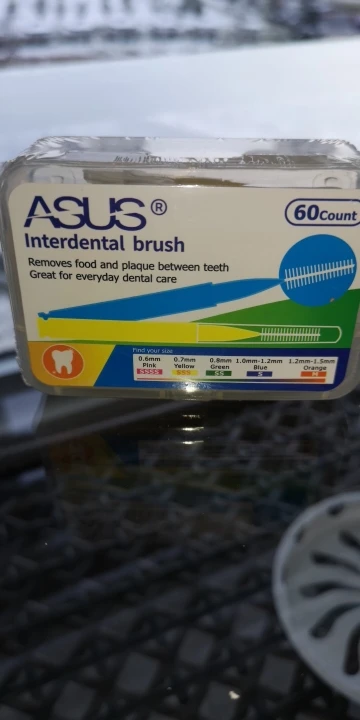 ASUS®
60Count
Interdental brush
Removes food and plaque between teeth
Great for everyday dental care
Find your size
0.6mm 0.7mm 0.8mm 1.0mm-1.2mm 1.2mm-1.5mm
Pink Yellow Green Blue Orange
SSSS SSS SS S M